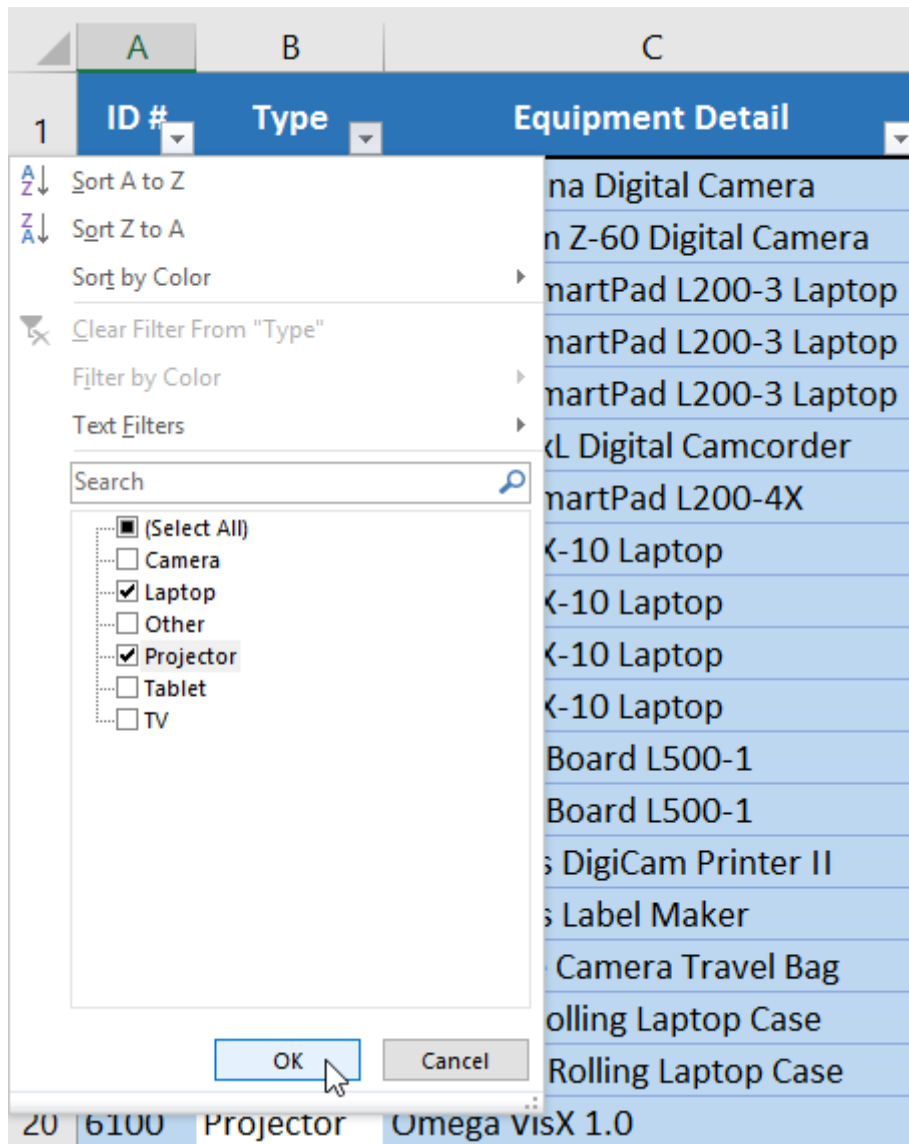 A B C
1 ID # Type Equipment Detail
Sort A to Z
na Digital Camera
Sort Z to A
Z-60 Digital Camera
Sort by Color
martPad L200-3 Laptop
Clear Filter From "Type"
martPad L200-3 Laptop
Filter by Color
martPad L200-3 Laptop
Text Filters
xL Digital Camcorder
Search
martPad L200-4X
(Select All)
X-10 Laptop
Camera
Laptop
X-10 Laptop
Other
Projector
X-10 Laptop
Tablet
TV
X-10 Laptop
Board L500-1
Board L500-1
s DigiCam Printer II
s Label Maker
Camera Travel Bag
olling Laptop Case
OK Cancel
Rolling Laptop Case
20 6100 Projector Omega VisX 1.0